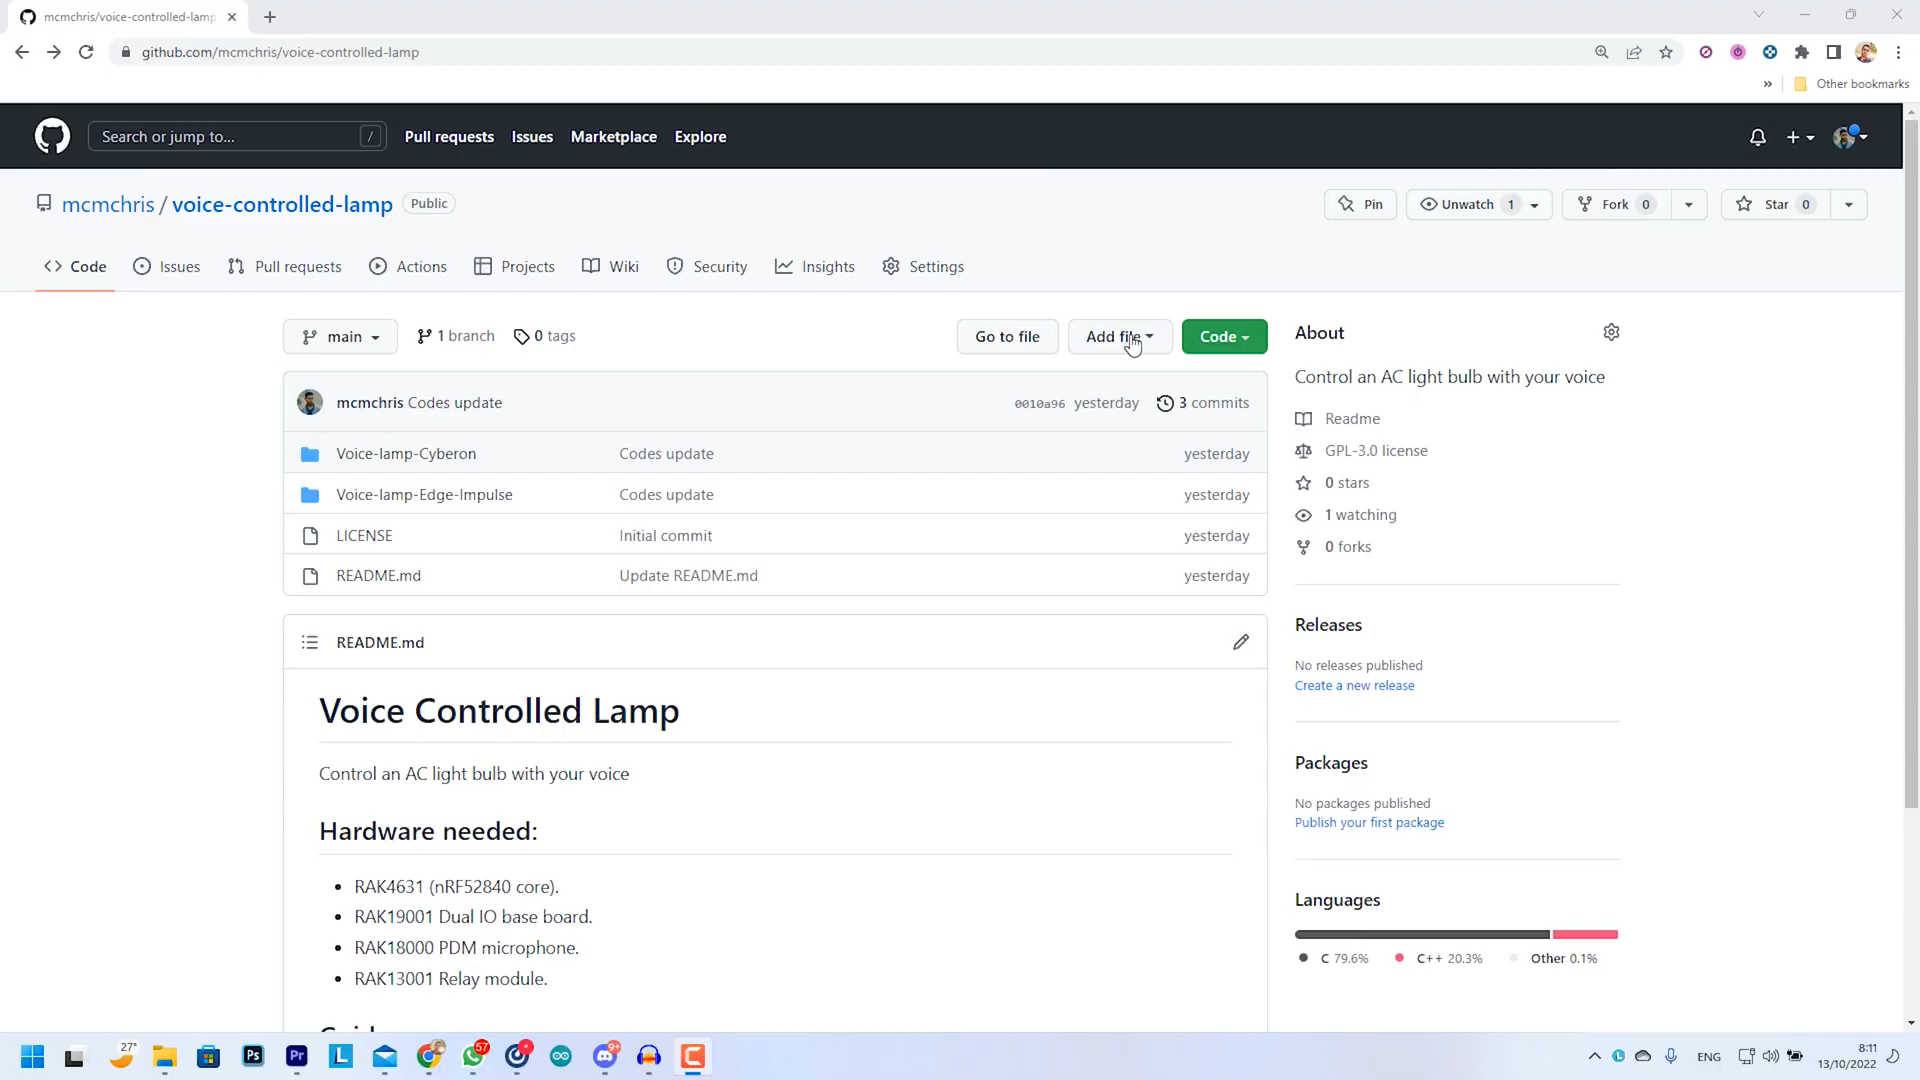 mcmchris/voice-controlled-lamp
github.com/mcmchris/voice-controlled-lamp
Other bookmarks
Search or jump to...
/
Pull requests
Issues
Marketplace
Explore
mcmchris / voice-controlled-lamp
Public
Pin
Unwatch 1
Fork 0
Star 0
Code
Issues
Pull requests
Actions
Projects
Wiki
Security
Insights
Settings
main
1 branch
0 tags
Go to file
Add file
Code
mcmchris Codes update
0010a96 yesterday
3 commits
Voice-lamp-Cyberon Codes update yesterday
Voice-lamp-Edge-Impulse Codes update yesterday
LICENSE Initial commit yesterday
README.md Update README.md yesterday
README.md
Voice Controlled Lamp
Control an AC light bulb with your voice
Hardware needed:
RAK4631 (nRF52840 core).
RAK19001 Dual IO base board.
RAK18000 PDM microphone.
RAK13001 Relay module.
About
Control an AC light bulb with your voice
Readme
GPL-3.0 license
0 stars
1 watching
0 forks
Releases
No releases published
Create a new release
Packages
No packages published
Publish your first package
Languages
C 79.6%
C++ 20.3%
Other 0.1%
27°
Ps
Pr
L
57
9+
ENG
8:11
13/10/2022